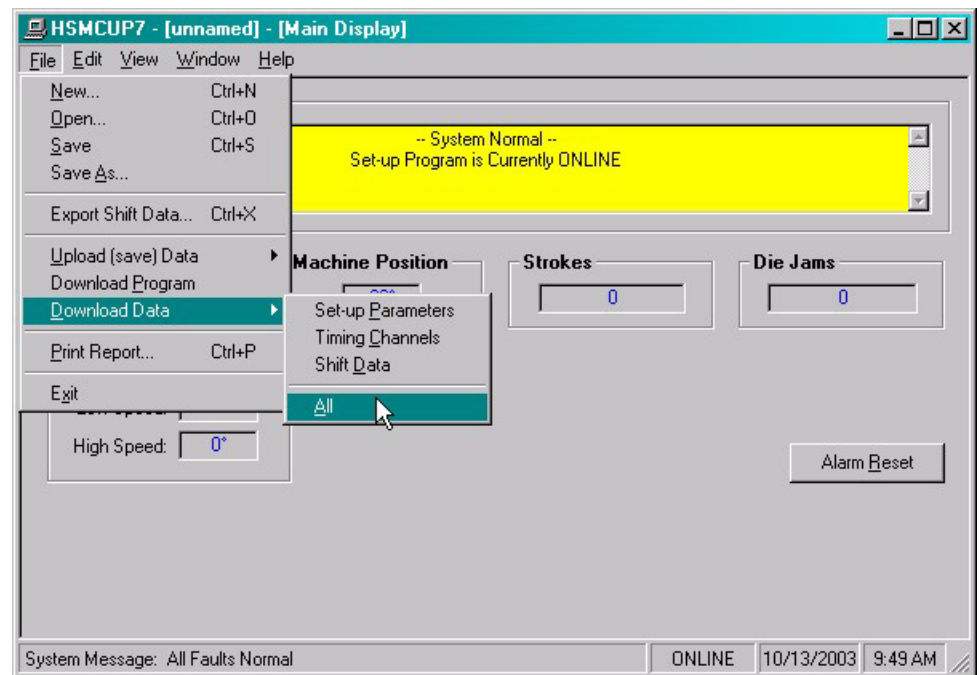 HSMCUP7 - [unnamed] - [Main Display]
File Edit View Window Help
New... Ctrl+N
Open... Ctrl+O
Save Ctrl+S
Save As...
Export Shift Data... Ctrl+X
Upload (save) Data
Download Program
Download Data
Print Report... Ctrl+P
Exit
Set-up Parameters
Timing Channels
Shift Data
All
-- System Normal --
Set-up Program is Currently ONLINE
Machine Position
Strokes
0
Die Jams
0
High Speed: 0°
Alarm Reset
System Message: All Faults Normal
ONLINE
10/13/2003
9:49 AM